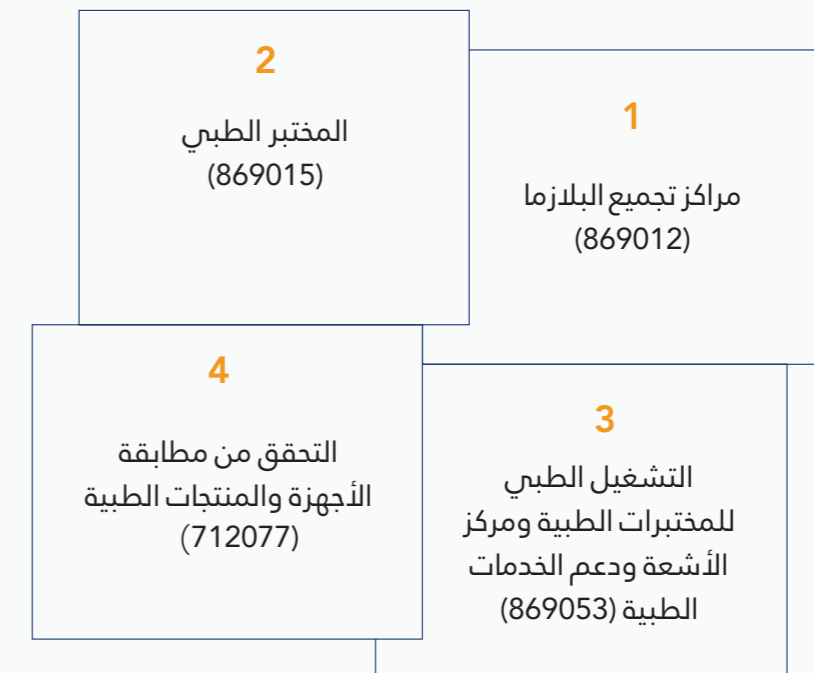 1
مراكز تجميع البلازما
(869012)
2
المختبر الطبي
(869015)
3
التشغيل الطبي
للمختبرات الطبية ومركز
الأشعة ودعم الخدمات
الطبية (869053)
4
التحقق من مطابقة
الأجهزة والمنتجات الطبية
(712077)